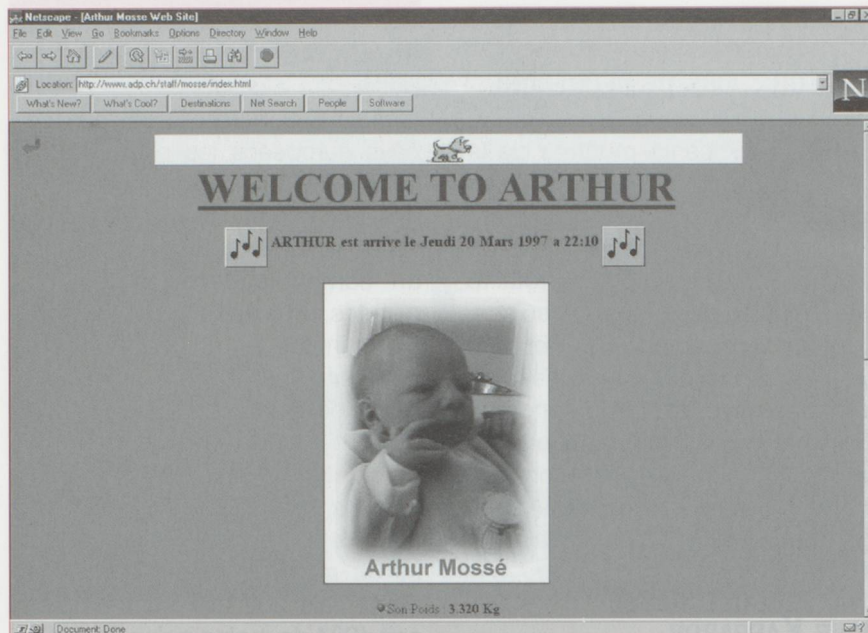 Netscape - [Arthur Mosse Web Site]
File Edit View Go Bookmarks Options Directory Window Help
Location: http://www.adp.ch/staff/mosse/index.html
N
What's New? What's Cool? Destinations Net Search People Software
WELCOME TO ARTHUR
ARTHUR est arrive le Jeudi 20 Mars 1997 a 22:10
Arthur Mossé
Son Poids : 3.320 Kg
Document: Done